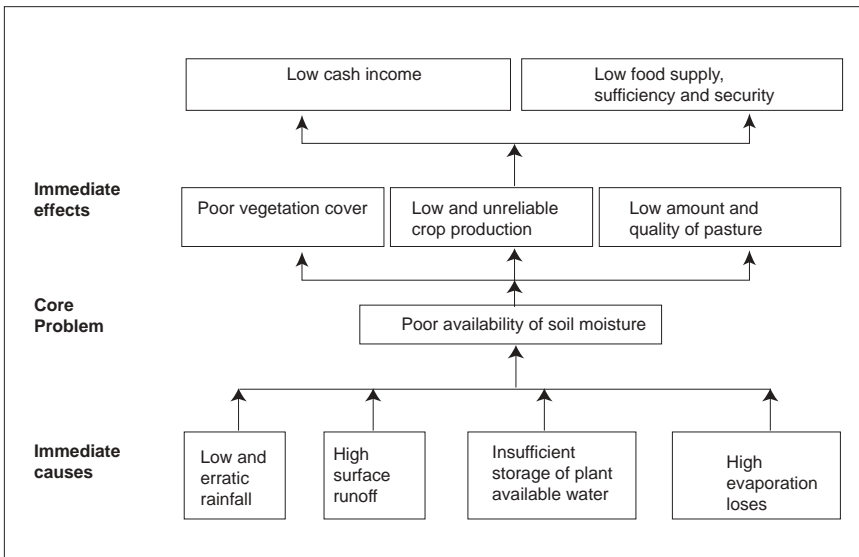 Low cash income
Low food supply,
sufficiency and security
Immediate
effects
Poor vegetation cover
Low and unreliable
crop production
Low amount and
quality of pasture
Core
Problem
Poor availability of soil moisture
Immediate
causes
Low and
erratic
rainfall
High
surface
runoff
Insufficient
storage of plant
available water
High
evaporation
loses